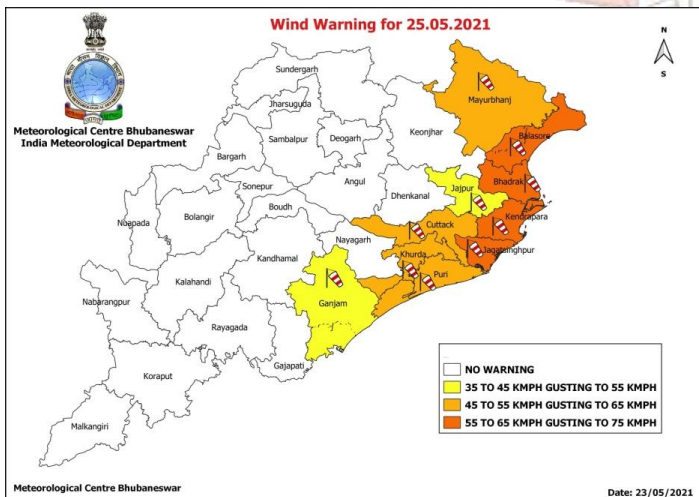 Wind Warning for 25.05.2021
N
S
Meteorological Centre Bhubaneswar
India Meteorological Department
Sundergarh
Mayurbhanj
Jharsuguda
Balasore
Keonjhar
Sambalpur
Deogarh
Bargarh
Bhadrak
Angul
Jajpur
Sonepur
Dhenkanal
Boudh
Kendrapara
Nuapada
Bolangir
Cuttack
Nayagarh
Jagatsinghpur
Khurda
Kandhamal
Kalahandi
Puri
Nabarangpur
Ganjam
Rayagada
Gajapati
Koraput
Malkangiri
NO WARNING
35 TO 45 KMPH GUSTING TO 55 KMPH
45 TO 55 KMPH GUSTING TO 65 KMPH
55 TO 65 KMPH GUSTING TO 75 KMPH
Meteorological Centre Bhubaneswar
Date: 23/05/2021